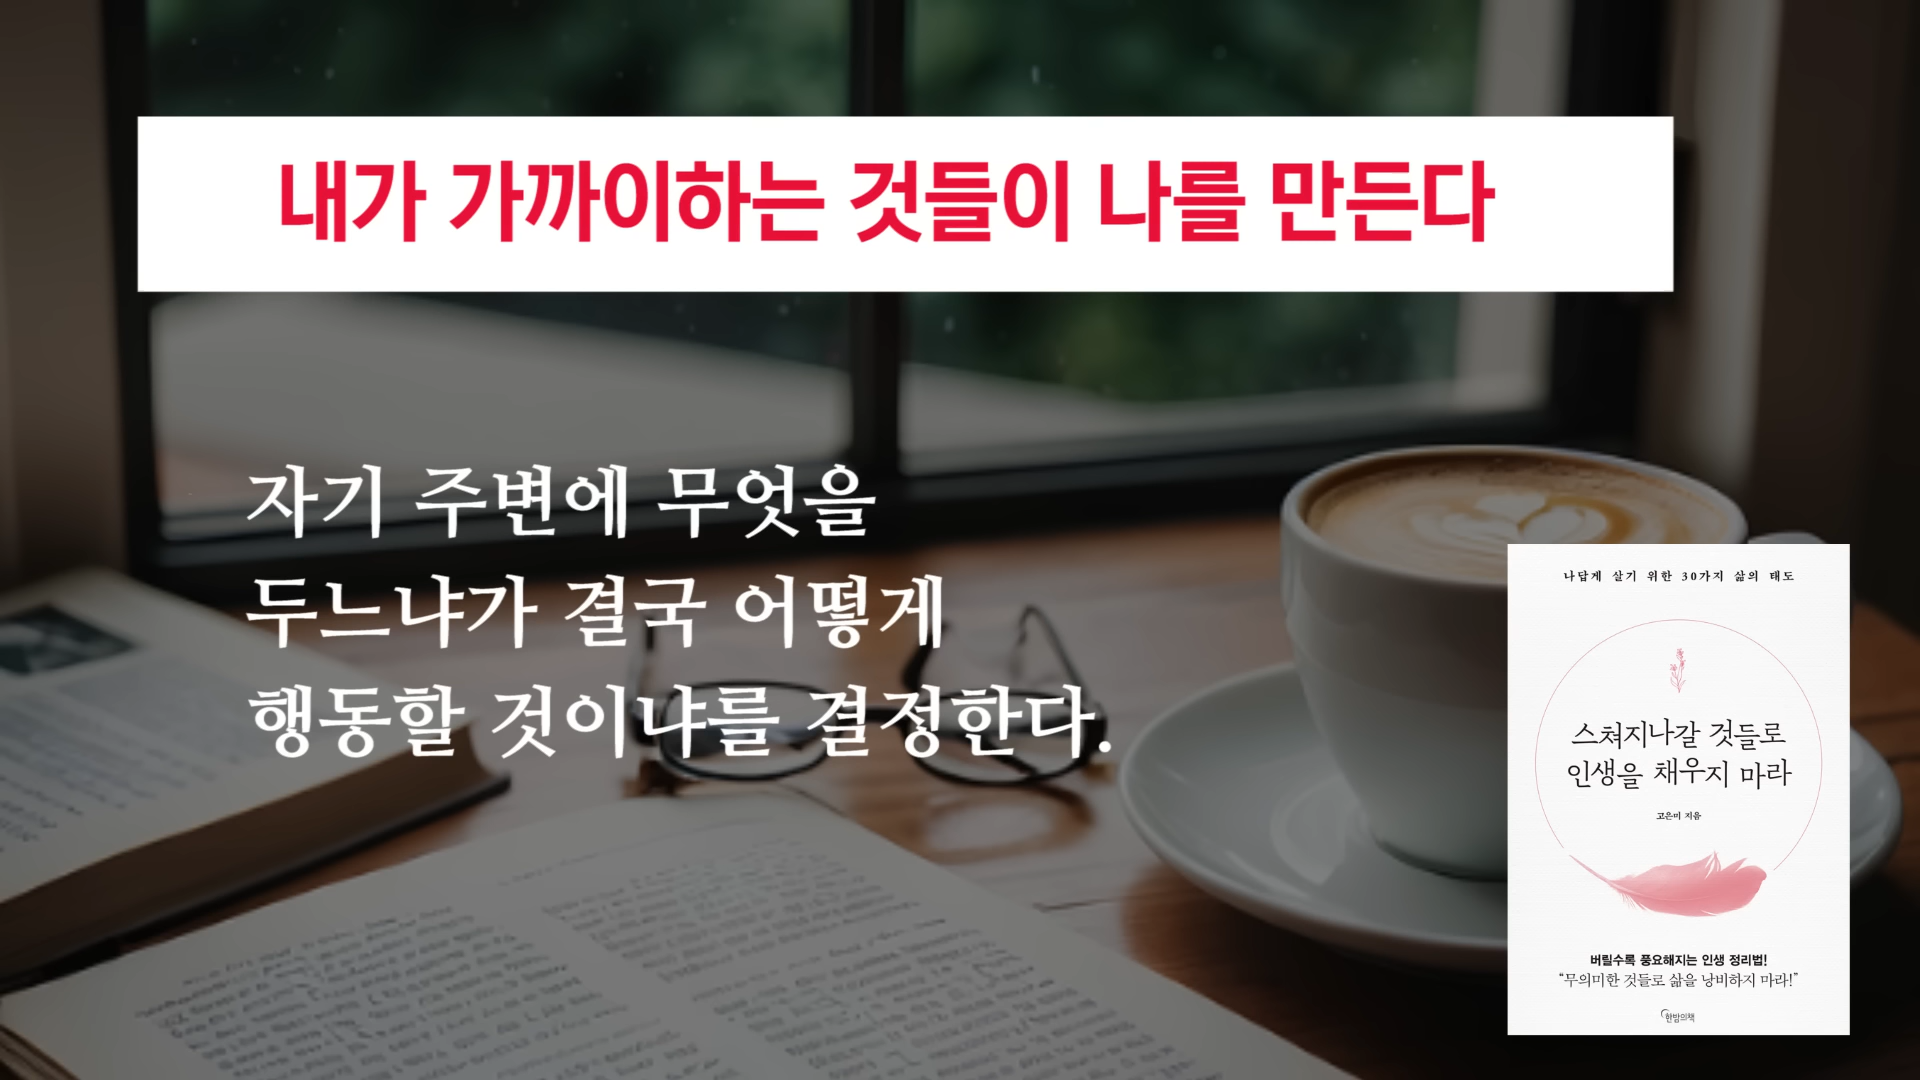 내가 가까이하는 것들이 나를 만든다
자기 주변에 무엇을
두느냐가 결국 어떻게
행동할 것이냐를 결정한다.
나답게 살기 위한 30가지 삶의 태도
스쳐지나갈 것들로
인생을 채우지 마라
고은미 지음
버릴수록 풍요해지는 인생 정리법!
“무의미한 것들로 삶을 낭비하지 마라!”
한밤의책